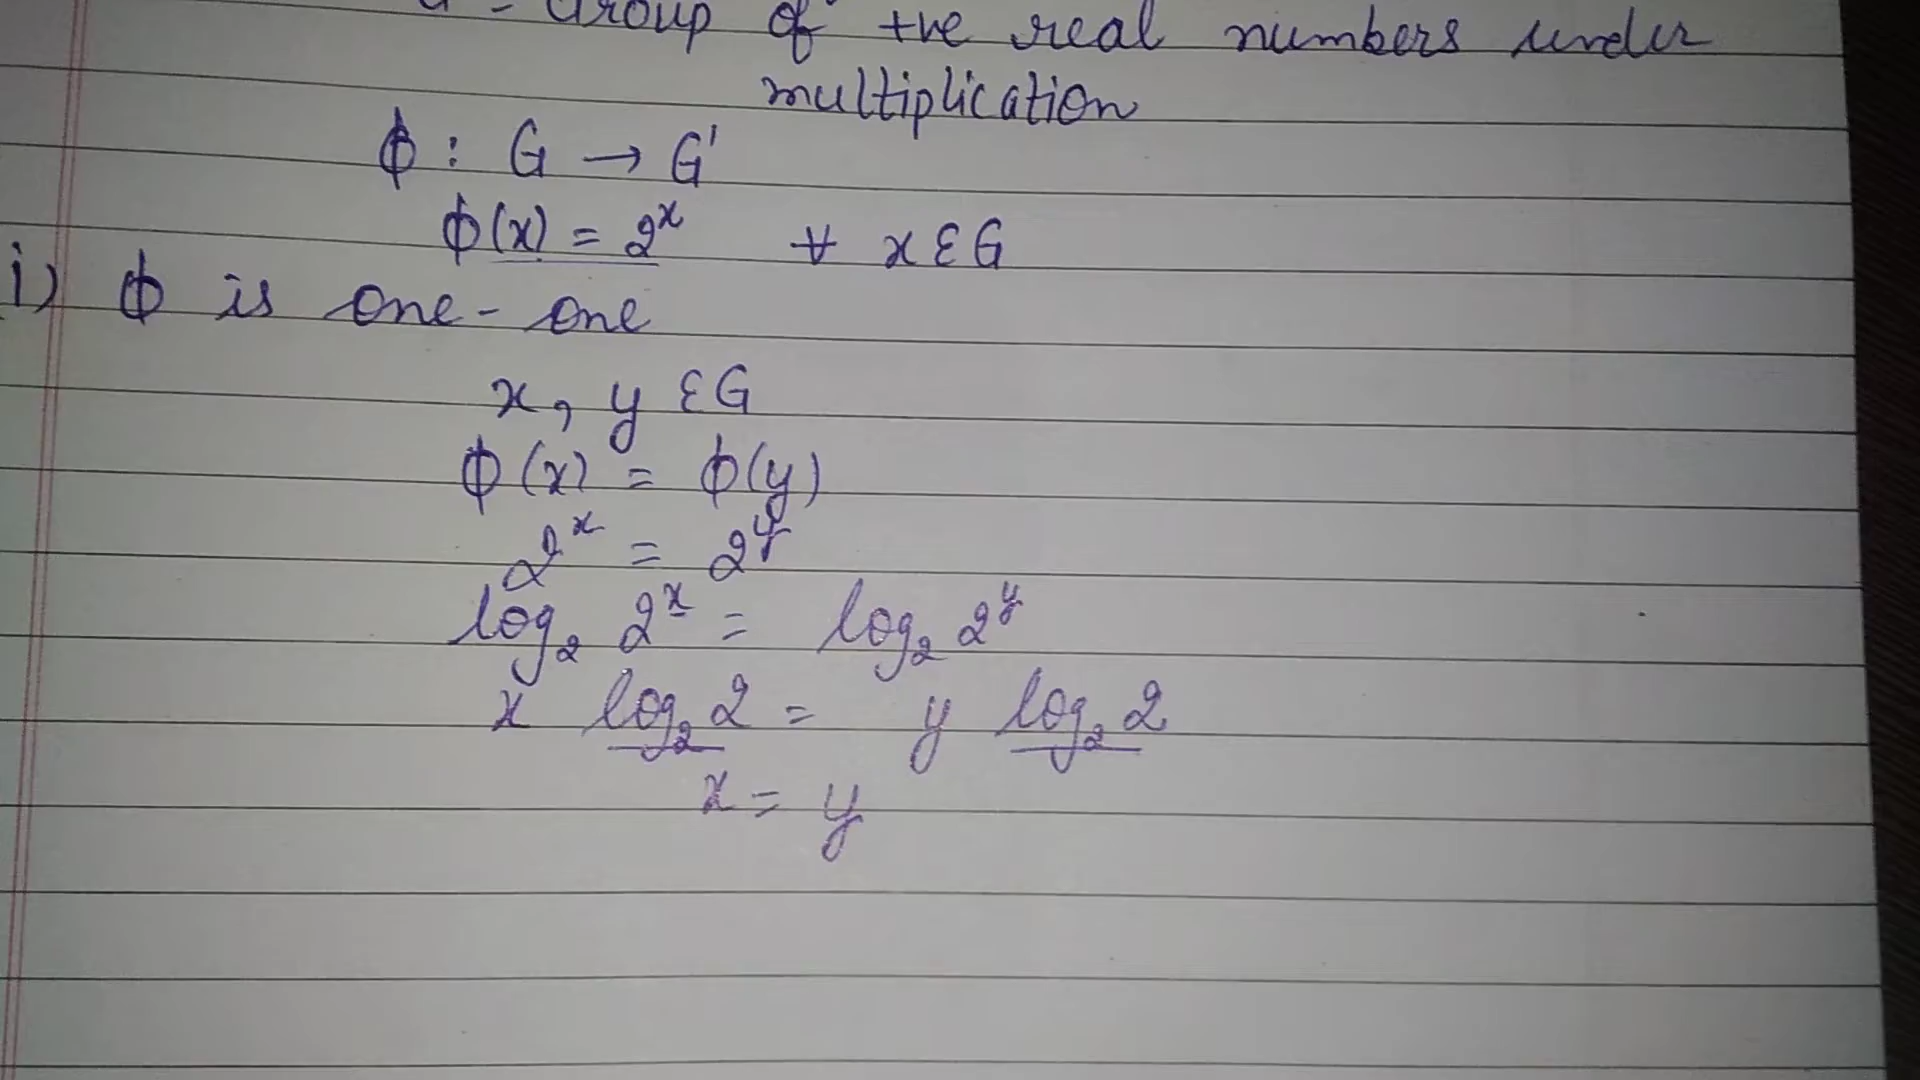 - Group of +ve real numbers under
multiplication
ϕ : G → G'
ϕ(x) = 2^x ∀ x ∈ G
i) ϕ is one-one
x, y ∈ G
ϕ(x) = ϕ(y)
2^x = 2^y
log₂ 2^x = log₂ 2^y
x log₂ 2 = y log₂ 2
x = y